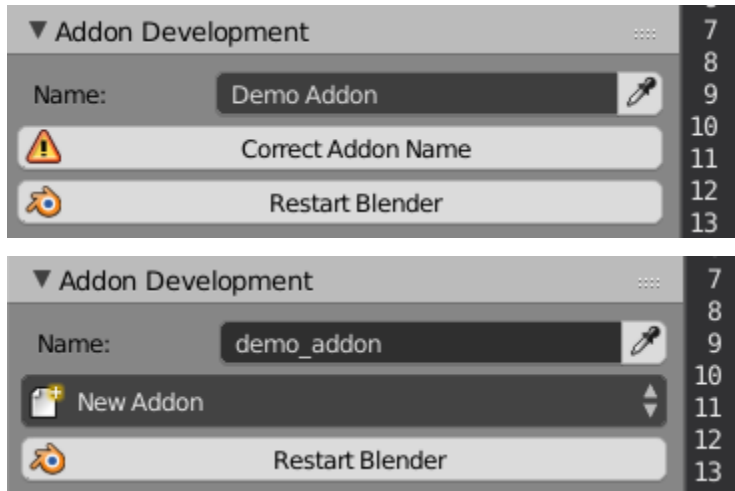 Addon Development
Name: Demo Addon
Correct Addon Name
Restart Blender
7
8
9
10
11
12
13
Addon Development
Name: demo_addon
New Addon
Restart Blender
7
8
9
10
11
12
13